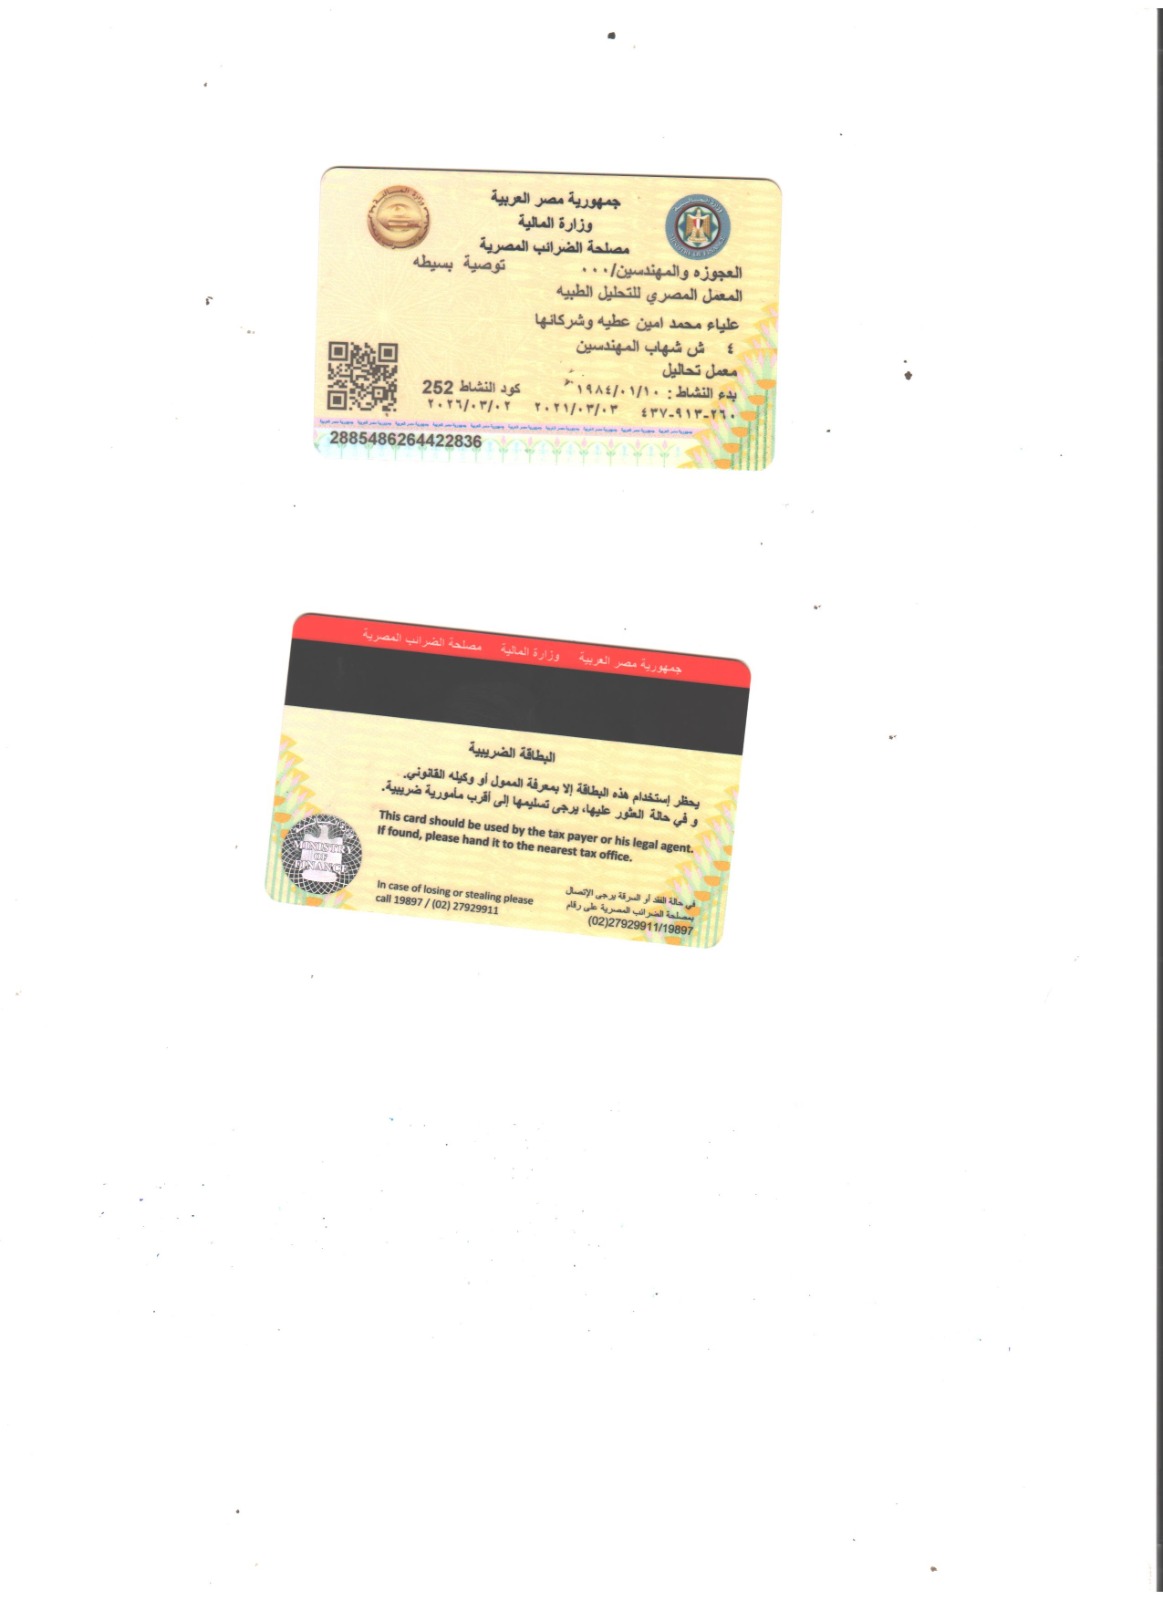 جمهورية مصر العربية
وزارة المالية
مصلحة الضرائب المصرية
العجوزه والمهندسين/٠٠٠ توصية بسيطه
المعمل المصري للتحليل الطبيه
علياء محمد امين عطيه وشركائها
٤ ش شهاب المهندسين
معمل تحاليل
بدء النشاط : ١٩٨٤/٠١/١٠ كود النشاط 252
٤٣٧-٩١٣-٢٦٠ ٢٠٢١/٠٣/٠٣ ٢٠٢٦/٠٣/٠٢
2885486264422836
جمهورية مصر العربية وزارة المالية مصلحة الضرائب المصرية
البطاقة الضريبية
يحظر إستخدام هذه البطاقة إلا بمعرفة الممول أو وكيله القانوني.
و في حالة العثور عليها، يرجى تسليمها إلى أقرب مأمورية ضريبية.
This card should be used by the tax payer or his legal agent.
If found, please hand it to the nearest tax office.
MINISTRY
OF
FINANCE
In case of losing or stealing please
call 19897 / (02) 27929911
في حالة الفقد أو السرقة يرجى الاتصال
بمصلحة الضرائب المصرية على رقام
(02)27929911/19897